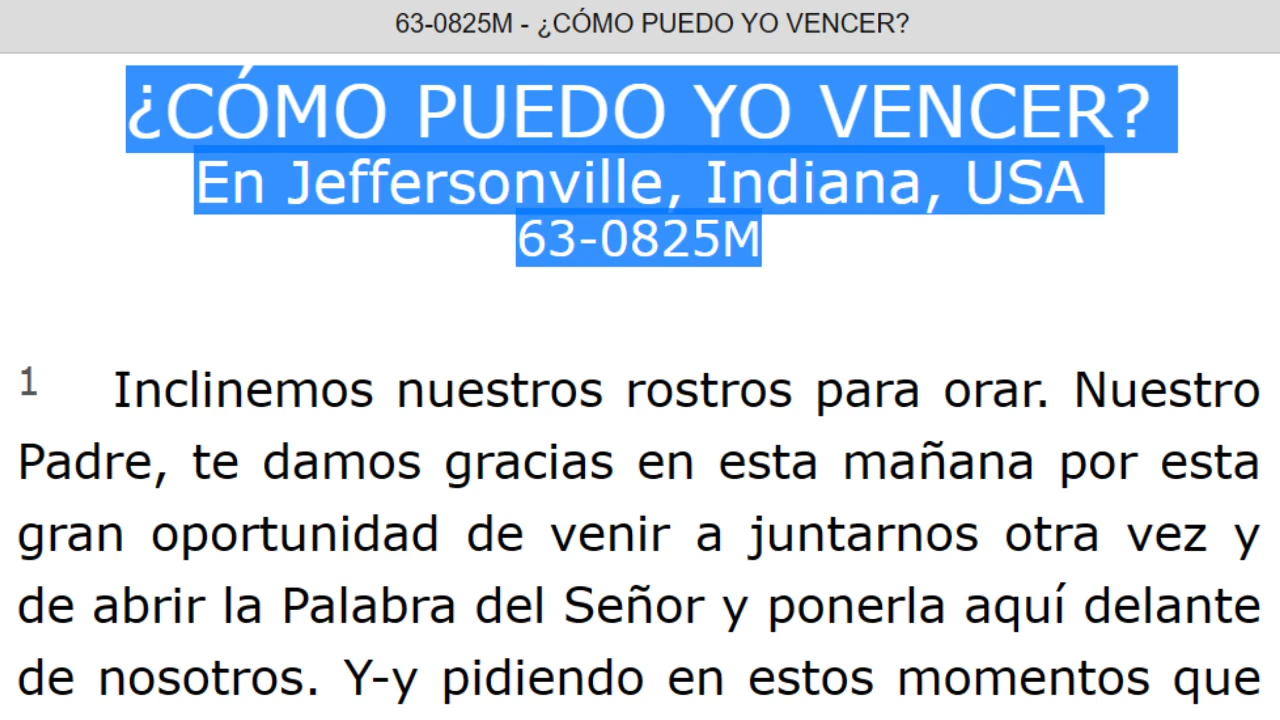 63-0825M - ¿CÓMO PUEDO YO VENCER?
¿CÓMO PUEDO YO VENCER?
En Jeffersonville, Indiana, USA
63-0825M
1 Inclinemos nuestros rostros para orar. Nuestro
Padre, te damos gracias en esta mañana por esta
gran oportunidad de venir a juntarnos otra vez y
de abrir la Palabra del Señor y ponerla aquí delante
de nosotros. Y-y pidiendo en estos momentos que